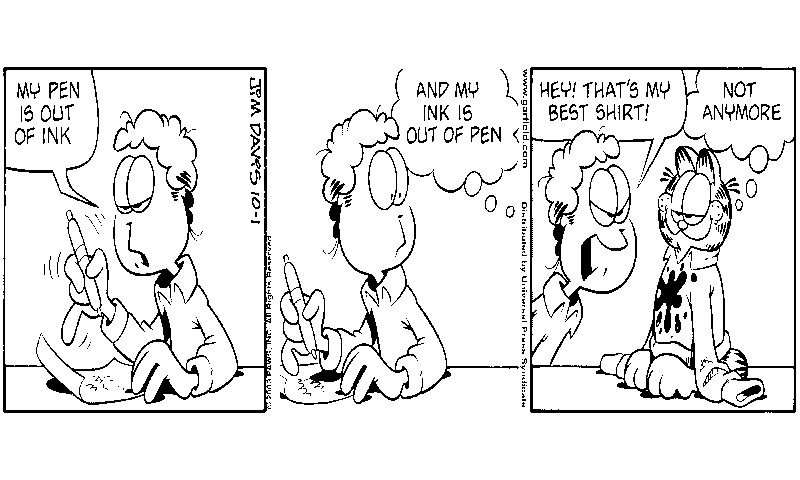 MY PEN
IS OUT
OF INK
JIM DAVIS 10-1
AND MY
INK IS
OUT OF PEN
www.garfield.com
Distributed by Universal Press Syndicate
HEY! THAT'S MY
BEST SHIRT!
NOT
ANYMORE